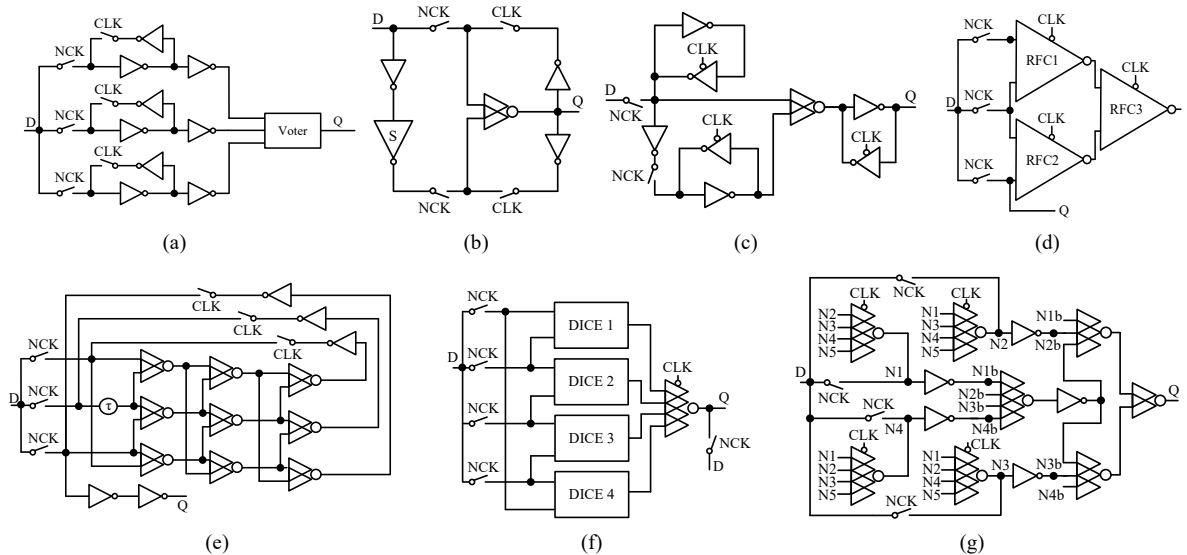 CLK
NCK
CLK
D
NCK
CLK
NCK
Voter
Q
(a)
D
NCK
CLK
S
Q
NCK
CLK
(b)
CLK
D
NCK
CLK
NCK
CLK
Q
(c)
CLK
NCK
RFC1
CLK
D
NCK
RFC3
CLK
NCK
RFC2
Q
(d)
CLK
CLK
NCK
CLK
D
NCK
τ
NCK
Q
(e)
NCK
DICE 1
CLK
D
NCK
DICE 2
Q
NCK
DICE 3
NCK
D
NCK
DICE 4
(f)
NCK
CLK
CLK
N2
N3
N4
N5
N1
N3
N4
N5
N2
N1b
N2b
D
NCK
N1
N1b
N2b
N3b
N4b
Q
NCK
N4
CLK
CLK
N1
N2
N3
N5
N1
N2
N4
N5
N3
N3b
N4b
NCK
(g)